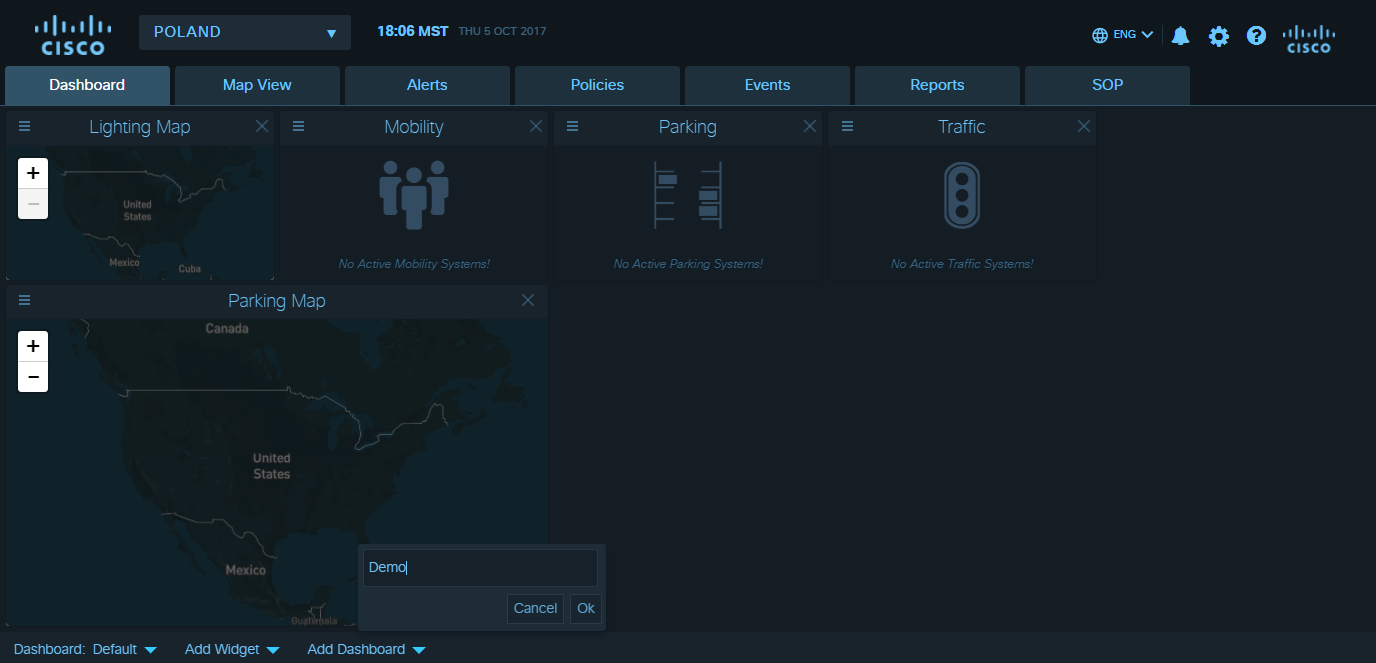 CISCO
POLAND
18:06 MST THU 5 OCT 2017
ENG
CISCO
Dashboard Map View Alerts Policies Events Reports SOP
Lighting Map
Mobility
Parking
Traffic
+
−
United
States
Mexico
Cuba
No Active Mobility Systems!
No Active Parking Systems!
No Active Traffic Systems!
Parking Map
+
−
Canada
United
States
Mexico
Guatemala
Demo
Cancel Ok
Dashboard: Default Add Widget Add Dashboard